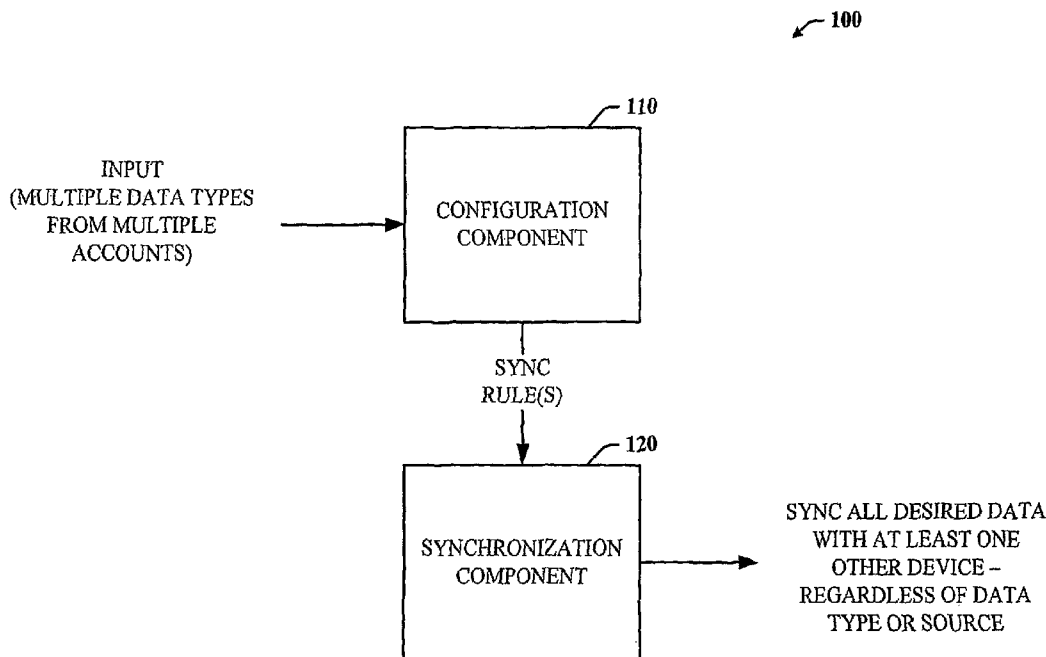 100
110
INPUT
(MULTIPLE DATA TYPES
FROM MULTIPLE
ACCOUNTS)
CONFIGURATION
COMPONENT
SYNC
RULE(S)
120
SYNCHRONIZATION
COMPONENT
SYNC ALL DESIRED DATA
WITH AT LEAST ONE
OTHER DEVICE –
REGARDLESS OF DATA
TYPE OR SOURCE